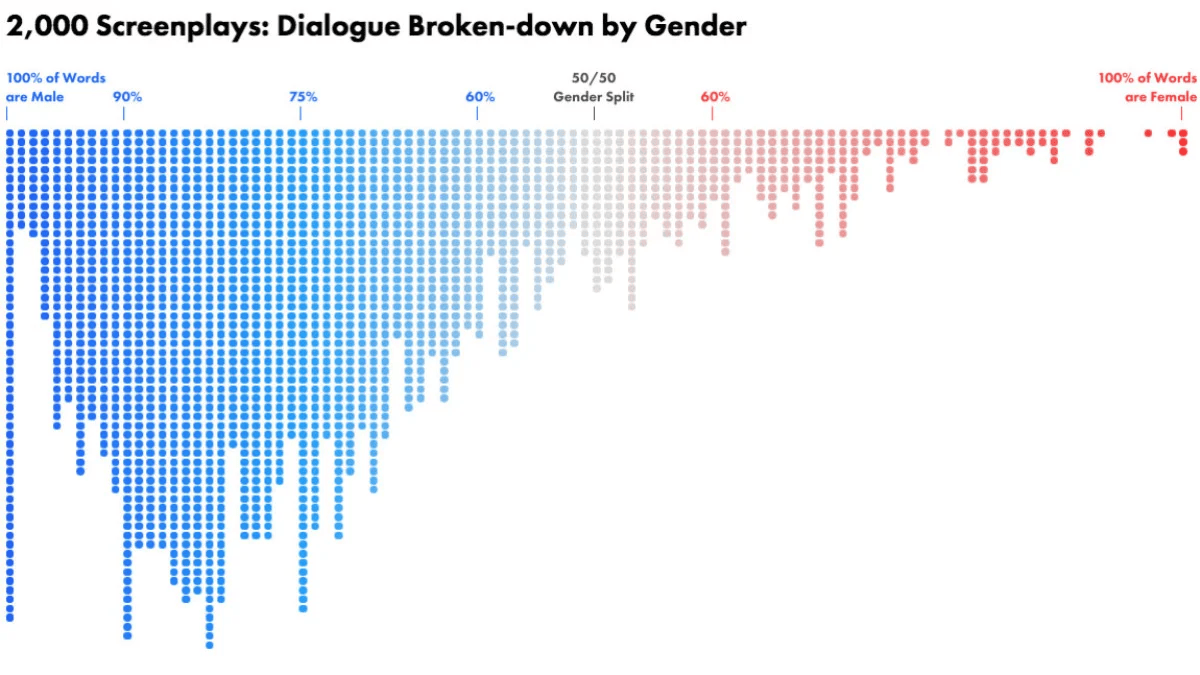 2,000 Screenplays: Dialogue Broken-down by Gender
100% of Words
are Male
90%
75%
60%
50/50
Gender Split
60%
100% of Words
are Female